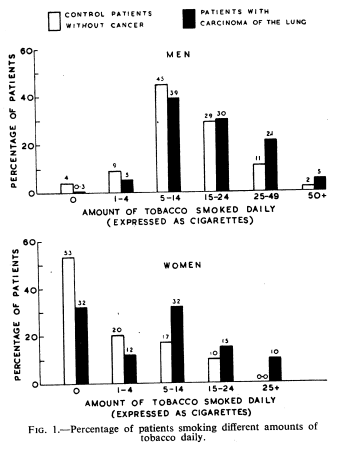 CONTROL PATIENTS
WITHOUT CANCER
PATIENTS WITH
CARCINOMA OF THE LUNG
MEN
PERCENTAGE OF PATIENTS
60
40
20
0
4 0·3 9 5 45 39 29 30 11 21 2 5
0 1-4 5-14 15-24 25-49 50+
AMOUNT OF TOBACCO SMOKED DAILY
(EXPRESSED AS CIGARETTES)
WOMEN
PERCENTAGE OF PATIENTS
60
40
20
0
53 32 20 12 17 32 10 15 0·0 10
0 1-4 5-14 15-24 25+
AMOUNT OF TOBACCO SMOKED DAILY
(EXPRESSED AS CIGARETTES)
FIG. 1.—Percentage of patients smoking different amounts of
tobacco daily.